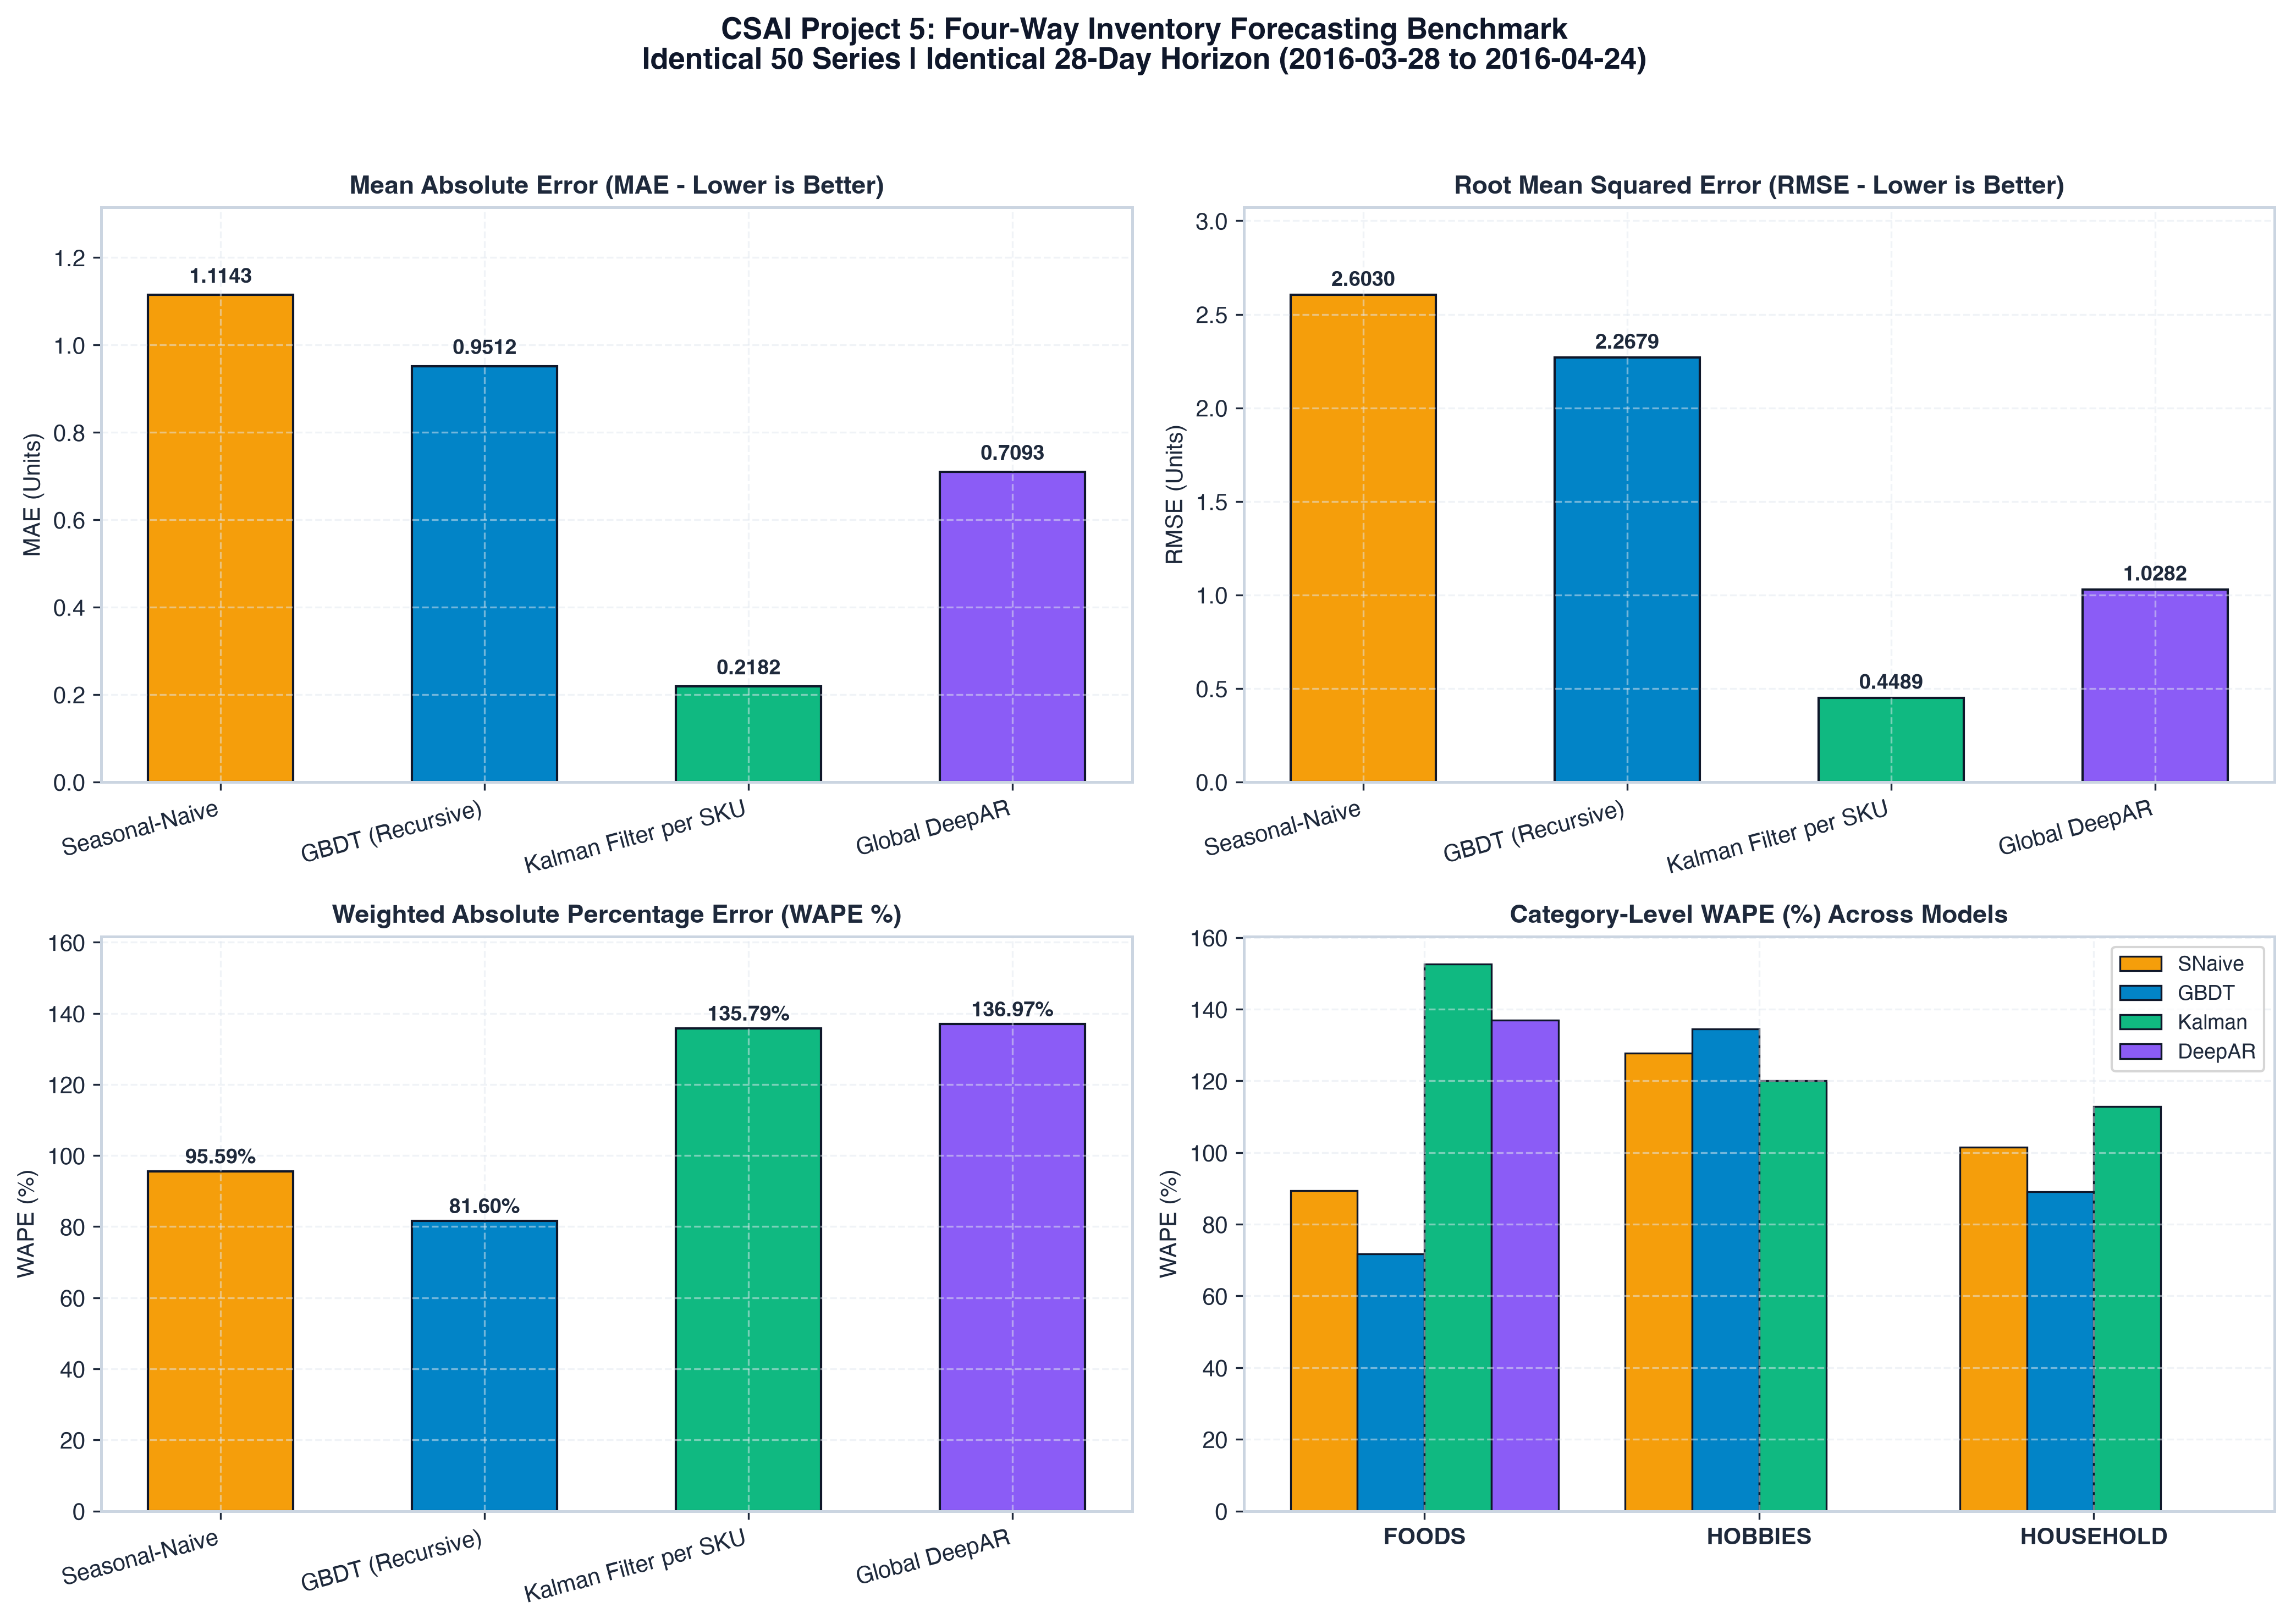 CSAI Project 5: Four-Way Inventory Forecasting Benchmark
Identical 50 Series | Identical 28-Day Horizon (2016-03-28 to 2016-04-24)
Mean Absolute Error (MAE - Lower is Better)
MAE (Units)
1.2
1.0
0.8
0.6
0.4
0.2
0.0
1.1143
0.9512
0.2182
0.7093
Seasonal-Naive
GBDT (Recursive)
Kalman Filter per SKU
Global DeepAR
Root Mean Squared Error (RMSE - Lower is Better)
RMSE (Units)
3.0
2.5
2.0
1.5
1.0
0.5
0.0
2.6030
2.2679
0.4489
1.0282
Seasonal-Naive
GBDT (Recursive)
Kalman Filter per SKU
Global DeepAR
Weighted Absolute Percentage Error (WAPE %)
WAPE (%)
160
140
120
100
80
60
40
20
0
95.59%
81.60%
135.79%
136.97%
Seasonal-Naive
GBDT (Recursive)
Kalman Filter per SKU
Global DeepAR
Category-Level WAPE (%) Across Models
WAPE (%)
160
140
120
100
80
60
40
20
0
SNaive
GBDT
Kalman
DeepAR
FOODS
HOBBIES
HOUSEHOLD